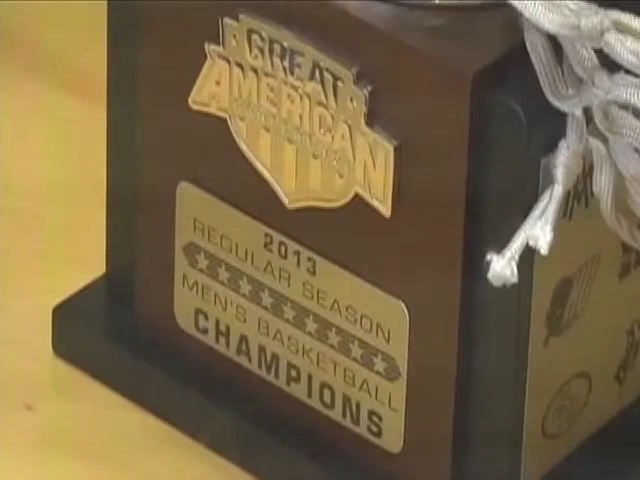 GREAT
AMERICAN
2013
REGULAR SEASON
MEN'S BASKETBALL
CHAMPIONS